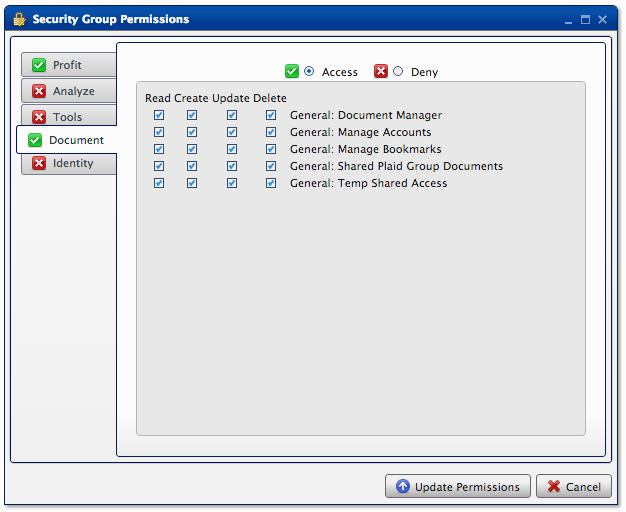 Security Group Permissions
Profit
Analyze
Tools
Document
Identity
Access Deny
Read Create Update Delete
General: Document Manager
General: Manage Accounts
General: Manage Bookmarks
General: Shared Plaid Group Documents
General: Temp Shared Access
Update Permissions Cancel